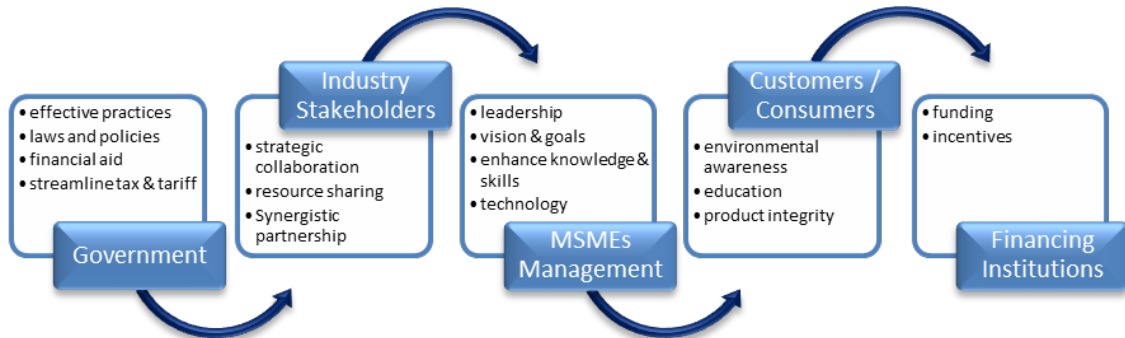 • effective practices
• laws and policies
• financial aid
• streamline tax & tariff
Government
Industry
Stakeholders
• strategic
collaboration
• resource sharing
• Synergistic
partnership
• leadership
• vision & goals
• enhance knowledge &
skills
• technology
MSMEs
Management
Customers /
Consumers
• environmental
awareness
• education
• product integrity
• funding
• incentives
Financing
Institutions